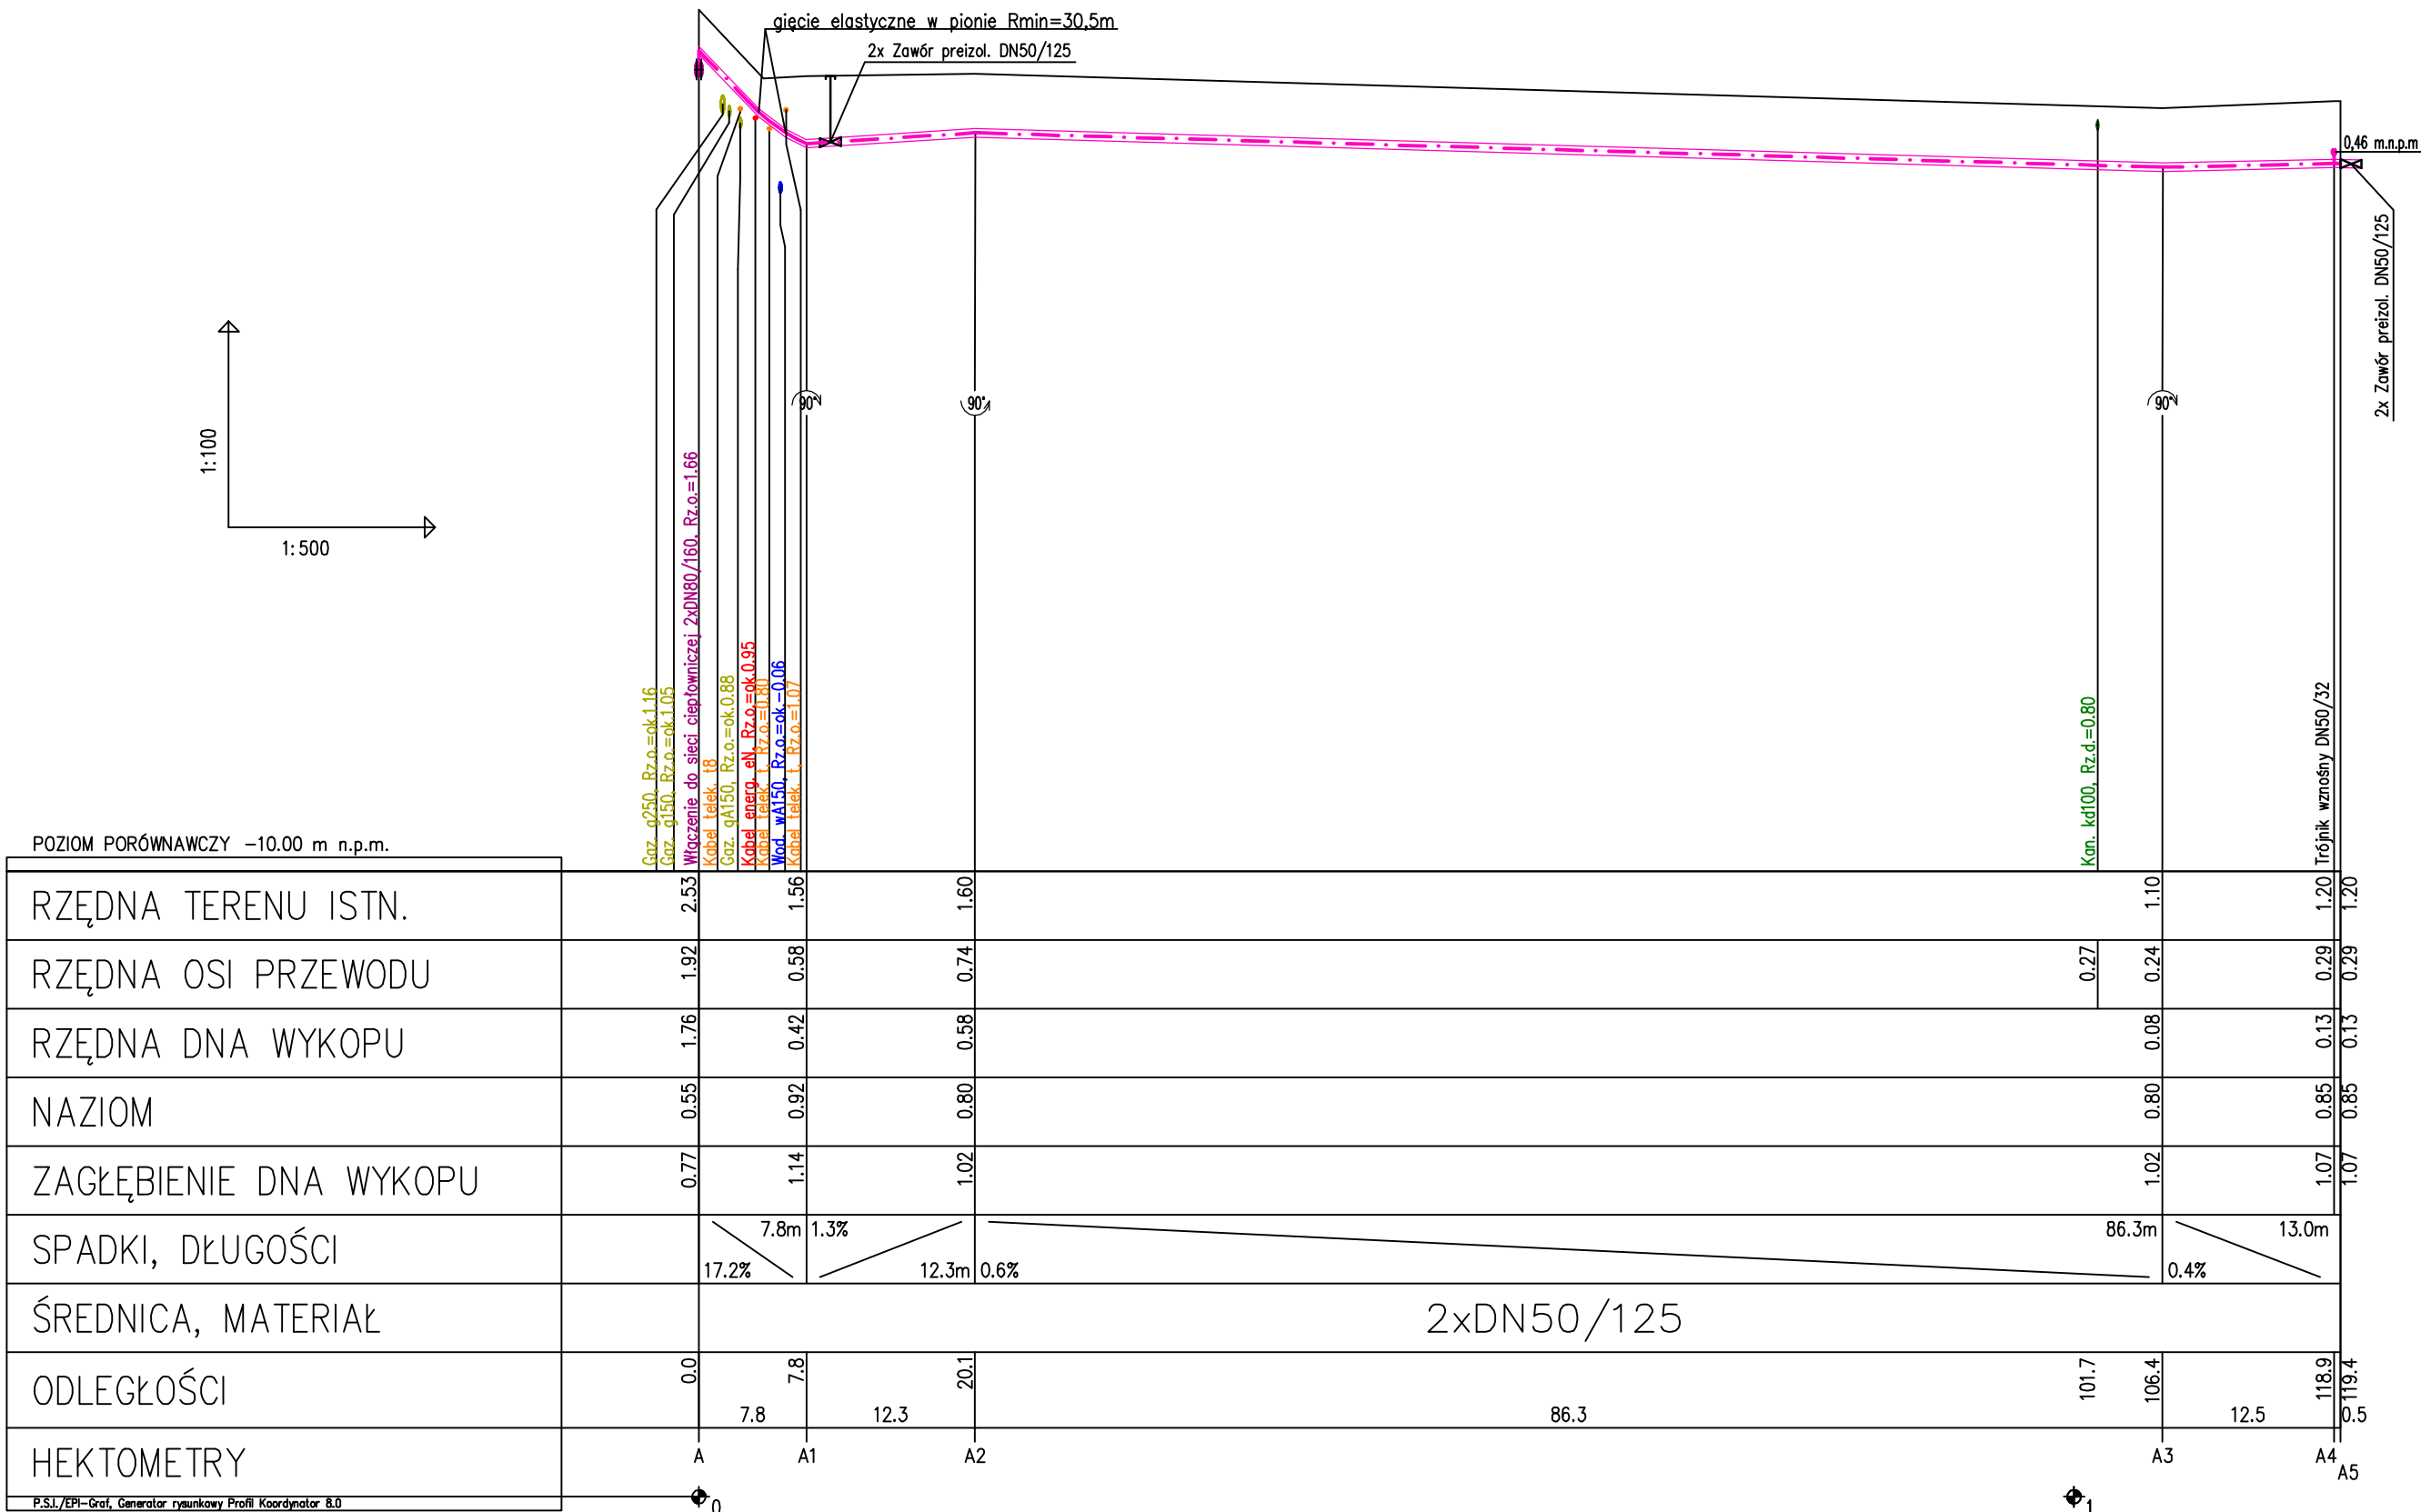 gięcie elastyczne w pionie Rmin=30,5m
2x Zawór preizol. DN50/125
0,46 m.n.p.m
2x Zawór preizol. DN50/125
1:100
1:500
90°
90°
90°
Gaz. g250, Rz.o.=ok.1.16
Gaz. g150, Rz.o.=ok.1.05
Włączenie do sieci ciepłowniczej 2xDN80/160, Rz.o.=1.66
Kabel telek. t8
Gaz. gA150, Rz.o.=ok.0.88
Kabel energ. eN, Rz.o.=ok.0.95
Kabel telek. t, Rz.o.=0.80
Wod. wA150, Rz.o.=ok.-0.06
Kabel telek. t, Rz.o.=1.07
Kan. kd100, Rz.d.=0.80
Trójnik wznośny DN50/32
POZIOM PORÓWNAWCZY -10.00 m n.p.m.
RZĘDNA TERENU ISTN. 2.53 1.56 1.60 1.10 1.20 1.20
RZĘDNA OSI PRZEWODU 1.92 0.58 0.74 0.27 0.24 0.29 0.29
RZĘDNA DNA WYKOPU 1.76 0.42 0.58 0.08 0.13 0.13
NAZIOM 0.55 0.92 0.80 0.80 0.85 0.85
ZAGŁĘBIENIE DNA WYKOPU 0.77 1.14 1.02 1.02 1.07 1.07
SPADKI, DŁUGOŚCI
7.8m 1.3% 86.3m 13.0m
17.2% 12.3m 0.6% 0.4%
ŚREDNICA, MATERIAŁ 2xDN50/125
ODLEGŁOŚCI 0.0 7.8 20.1 101.7 106.4 118.9 119.4
7.8 12.3 86.3 12.5 0.5
HEKTOMETRY A A1 A2 A3 A4 A5
P.S.I./EPI-Graf, Generator rysunkowy Profil Koordynator 8.0
0 1